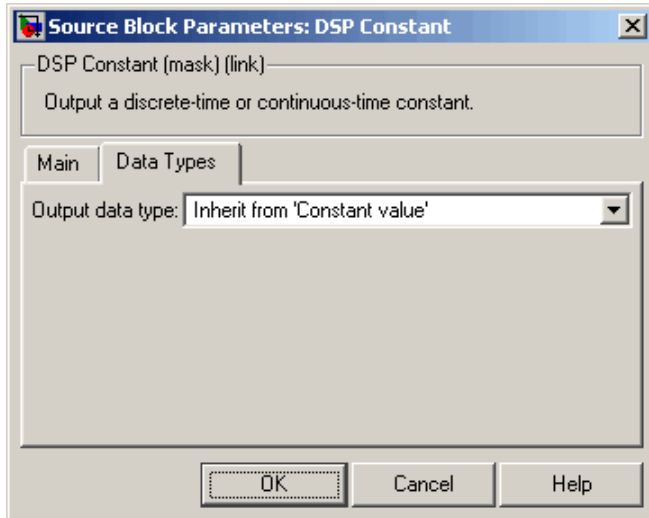 Source Block Parameters: DSP Constant
DSP Constant (mask) (link)
Output a discrete-time or continuous-time constant.
Main Data Types
Output data type: Inherit from 'Constant value'
OK Cancel Help